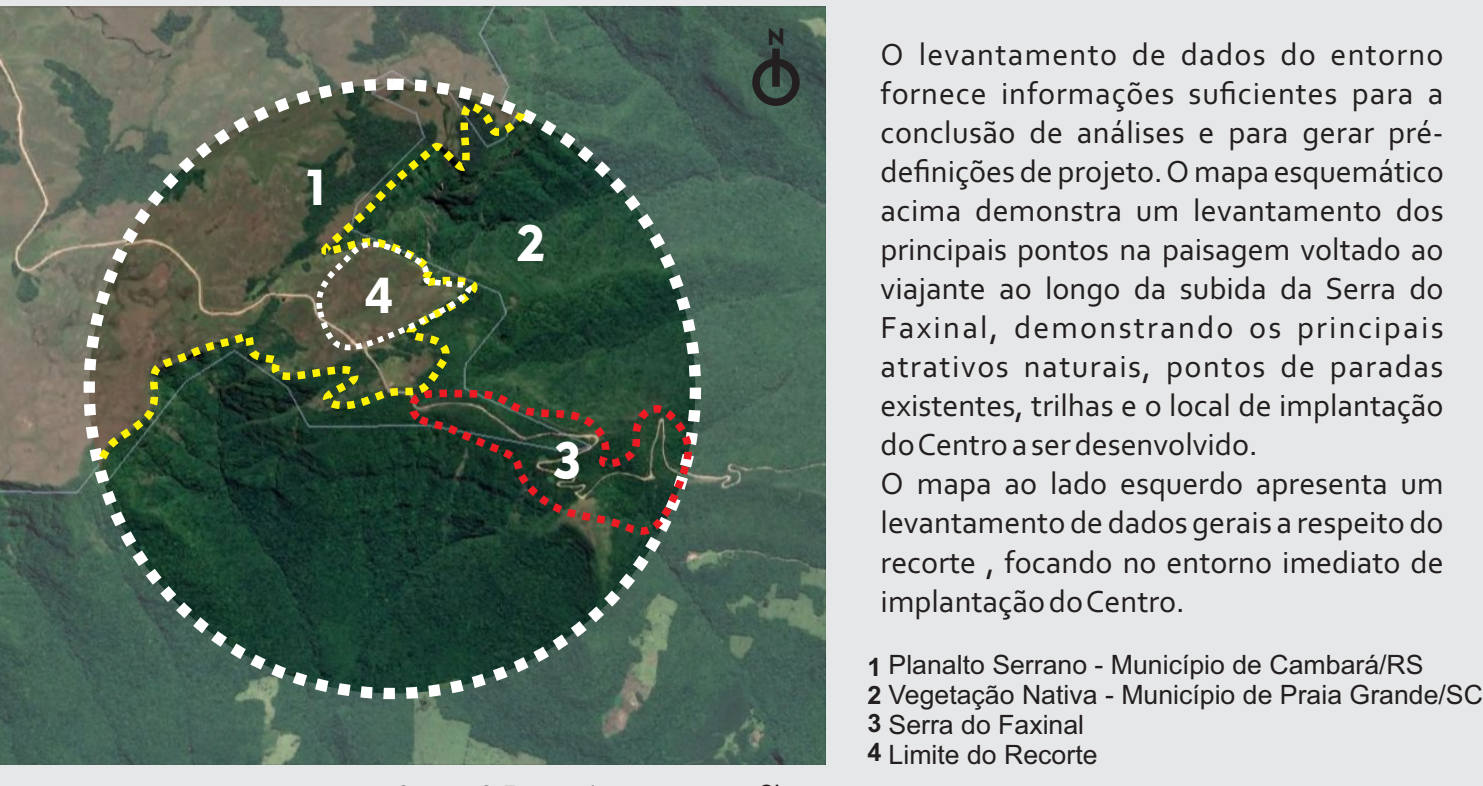 N
1
2
4
3
O levantamento de dados do entorno
fornece informações suficientes para a
conclusão de análises e para gerar pré-
definições de projeto. O mapa esquemático
acima demonstra um levantamento dos
principais pontos na paisagem voltado ao
viajante ao longo da subida da Serra do
Faxinal, demonstrando os principais
atrativos naturais, pontos de paradas
existentes, trilhas e o local de implantação
do Centro a ser desenvolvido.
O mapa ao lado esquerdo apresenta um
levantamento de dados gerais a respeito do
recorte , focando no entorno imediato de
implantação do Centro.
1 Planalto Serrano - Município de Cambará/RS
2 Vegetação Nativa - Município de Praia Grande/SC
3 Serra do Faxinal
4 Limite do Recorte